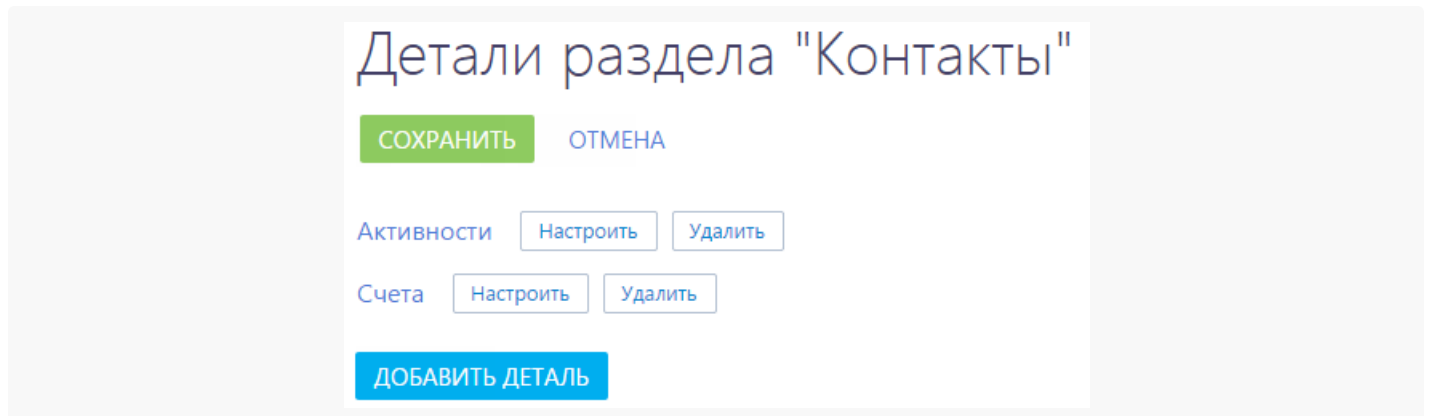 Детали раздела "Контакты"
СОХРАНИТЬ ОТМЕНА
Активности Настроить Удалить
Счета Настроить Удалить
ДОБАВИТЬ ДЕТАЛЬ